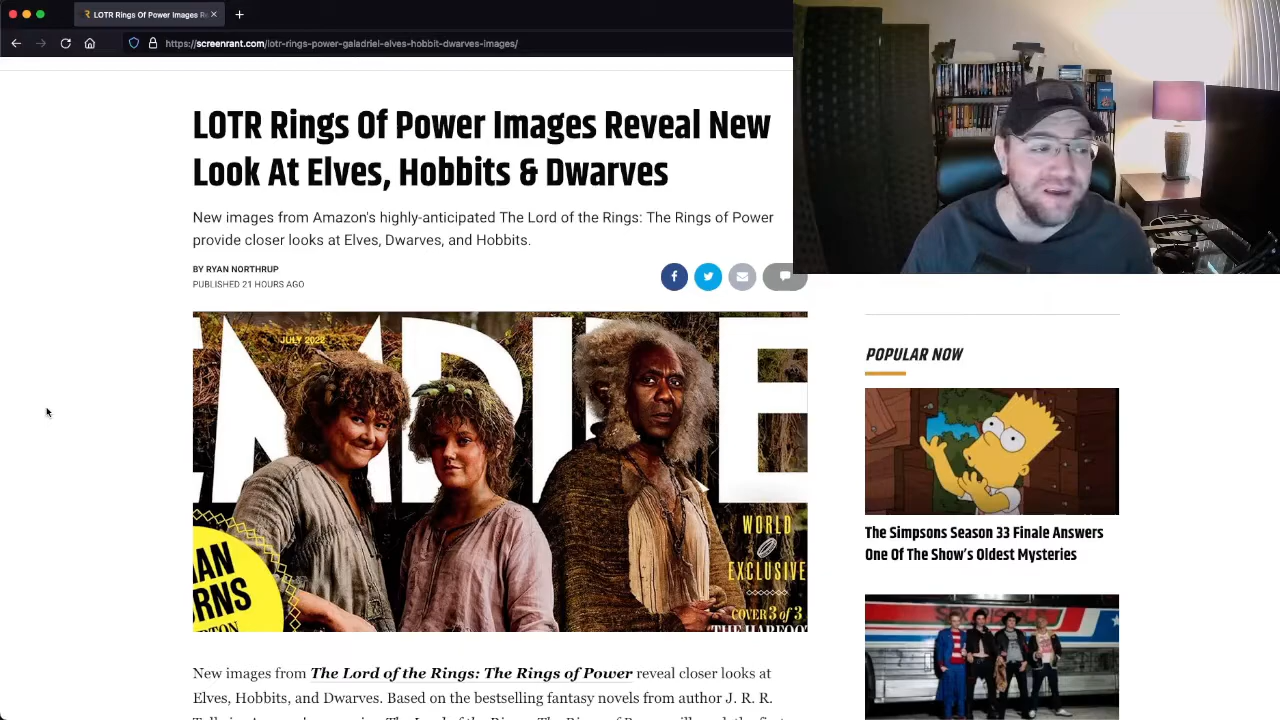 LOTR Rings Of Power Images Re
https://screenrant.com/lotr-rings-power-galadriel-elves-hobbit-dwarves-images/
LOTR Rings Of Power Images Reveal New
Look At Elves, Hobbits & Dwarves
New images from Amazon's highly-anticipated The Lord of the Rings: The Rings of Power
provide closer looks at Elves, Dwarves, and Hobbits.
BY RYAN NORTHRUP
PUBLISHED 21 HOURS AGO
JULY 2022
EMPIRE
WORLD
EXCLUSIVE
COVER 3 of 3
THE HARFOOT
New images from The Lord of the Rings: The Rings of Power reveal closer looks at
Elves, Hobbits, and Dwarves. Based on the bestselling fantasy novels from author J. R. R.
POPULAR NOW
The Simpsons Season 33 Finale Answers
One Of The Show's Oldest Mysteries